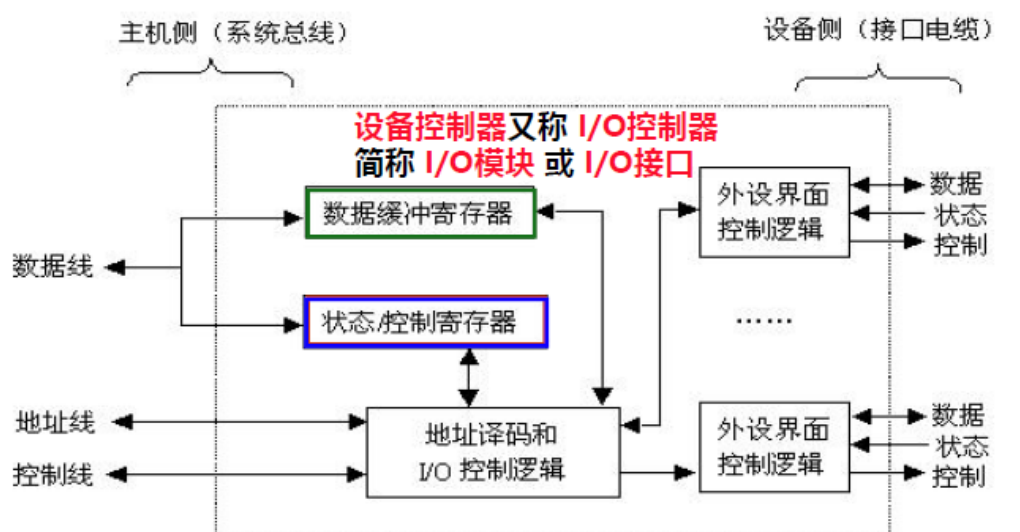 主机侧（系统总线）
设备侧（接口电缆）
设备控制器又称 I/O控制器
简称 I/O模块 或 I/O接口
数据缓冲寄存器
外设界面
控制逻辑
数据
状态
控制
数据线
状态/控制寄存器
……
地址线
控制线
地址译码和
I/O 控制逻辑
外设界面
控制逻辑
数据
状态
控制